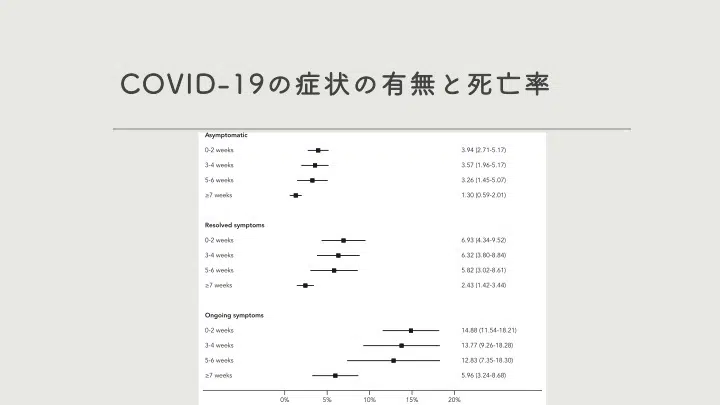 COVID-19の症状の有無と死亡率
Asymptomatic
0-2 weeks 3.94 (2.71-5.17)
3-4 weeks 3.57 (1.96-5.17)
5-6 weeks 3.26 (1.45-5.07)
≥7 weeks 1.30 (0.59-2.01)
Resolved symptoms
0-2 weeks 6.93 (4.34-9.52)
3-4 weeks 6.32 (3.80-8.84)
5-6 weeks 5.82 (3.02-8.61)
≥7 weeks 2.43 (1.42-3.44)
Ongoing symptoms
0-2 weeks 14.88 (11.54-18.21)
3-4 weeks 13.77 (9.26-18.28)
5-6 weeks 12.83 (7.35-18.30)
≥7 weeks 5.96 (3.24-8.68)
0% 5% 10% 15% 20%